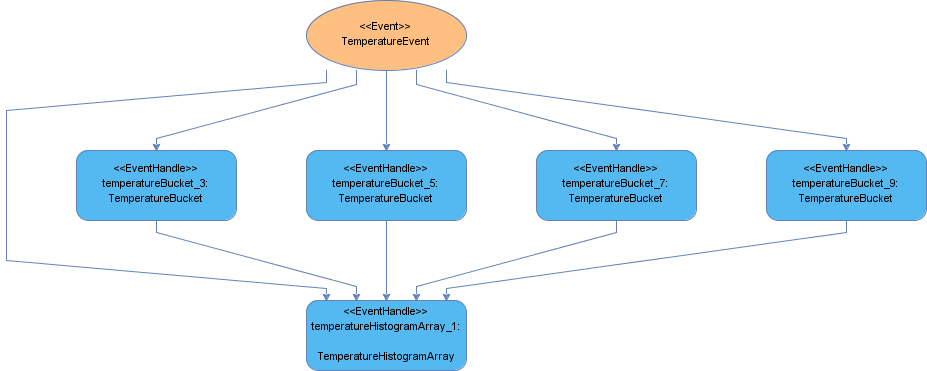 <<Event>>
TemperatureEvent
<<EventHandle>>
temperatureBucket_3:
TemperatureBucket
<<EventHandle>>
temperatureBucket_5:
TemperatureBucket
<<EventHandle>>
temperatureBucket_7:
TemperatureBucket
<<EventHandle>>
temperatureBucket_9:
TemperatureBucket
<<EventHandle>>
temperatureHistogramArray_1:
TemperatureHistogramArray